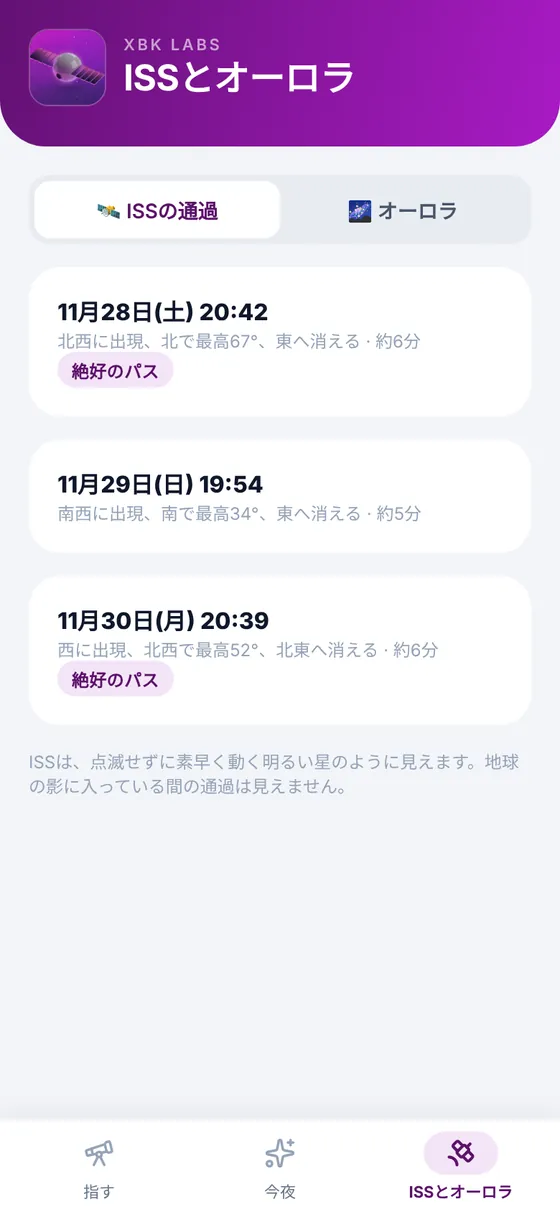 XBK LABS
ISSとオーロラ
ISSの通過
オーロラ
11月28日(土) 20:42
北西に出現、北で最高67°、東へ消える · 約6分
絶好のパス
11月29日(日) 19:54
南西に出現、南で最高34°、東へ消える · 約5分
11月30日(月) 20:39
西に出現、北西で最高52°、北東へ消える · 約6分
絶好のパス
ISSは、点滅せずに素早く動く明るい星のように見えます。地球
の影に入っている間の通過は見えません。
指す
今夜
ISSとオーロラ